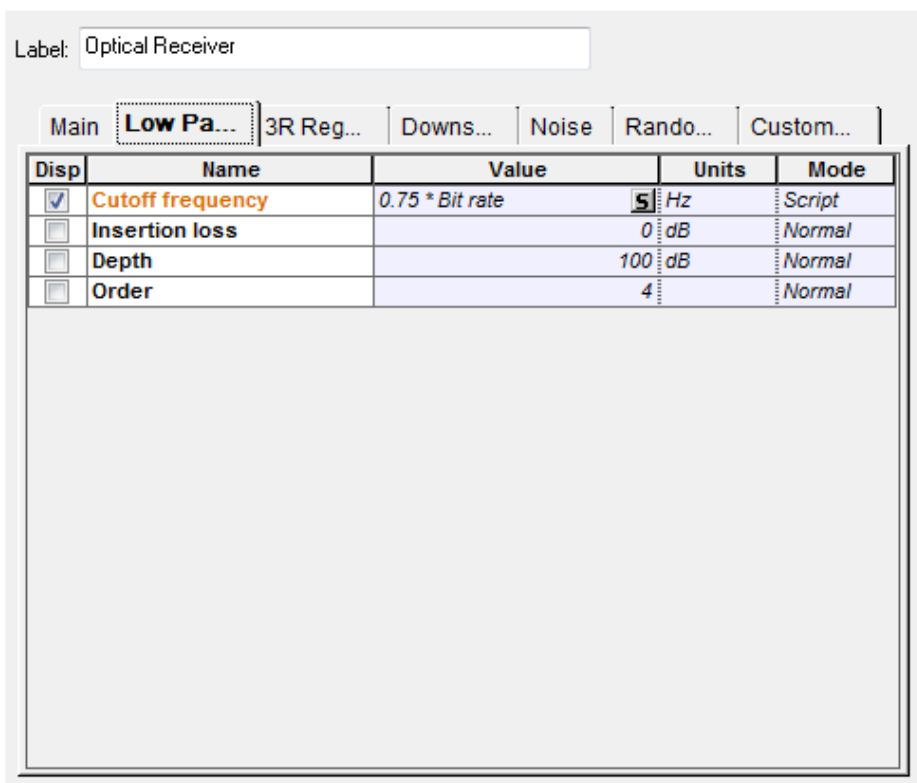 Label: Optical Receiver
Main Low Pa... 3R Reg... Downs... Noise Rando... Custom...
Disp Name Value Units Mode
Cutoff frequency 0.75 * Bit rate S Hz Script
Insertion loss 0 dB Normal
Depth 100 dB Normal
Order 4 Normal